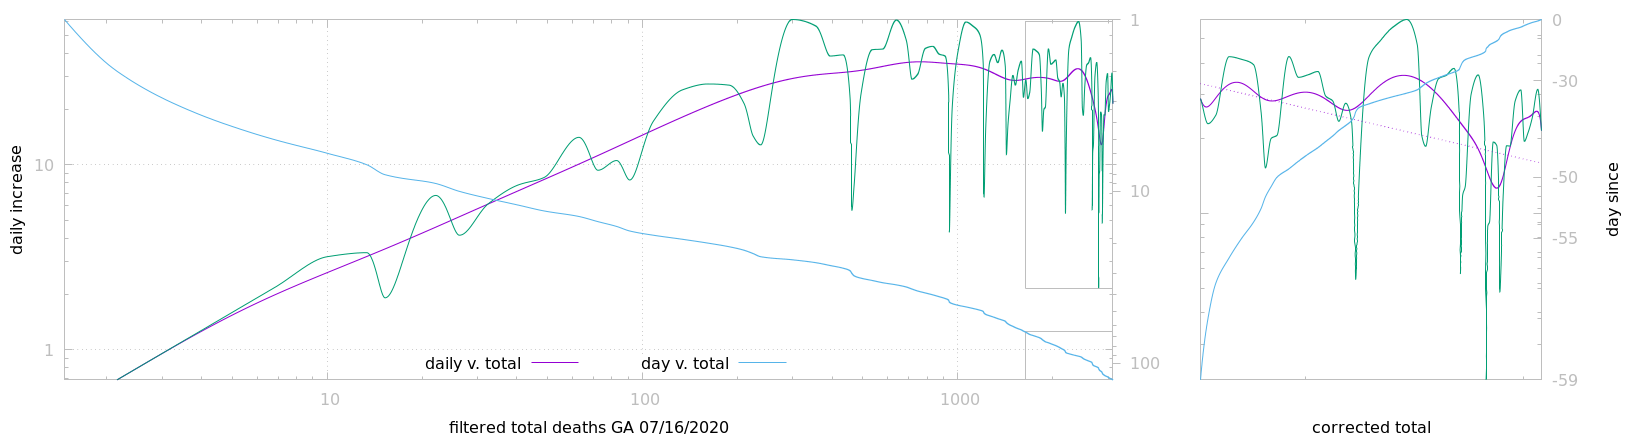 daily increase
10
1
daily v. total
day v. total
10
100
1000
filtered total deaths GA 07/16/2020
1
10
100
0
-30
-50
-55
-59
day since
corrected total